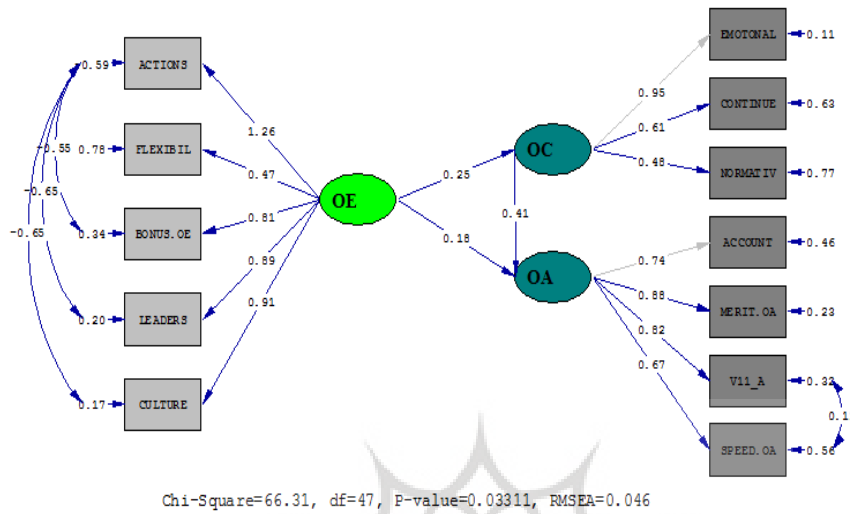 EMOTONAL 0.11
0.59 ACTIONS
0.95
CONTINUE 0.63
1.26
0.61
-0.55 0.78 FLEXIBIL
0.47
OC
0.48
NORMATIV 0.77
-0.65
0.25
OE
0.81
-0.65 0.34 BONUS.OE
0.41
0.18
0.89
0.74
ACCOUNT 0.46
OA
0.91
0.88
MERIT.OA 0.23
0.20 LEADERS
0.82
0.67
V11_A 0.33
0.17 CULTURE
0.1
SPEED.OA 0.56
Chi-Square=66.31, df=47, P-value=0.03311, RMSEA=0.046